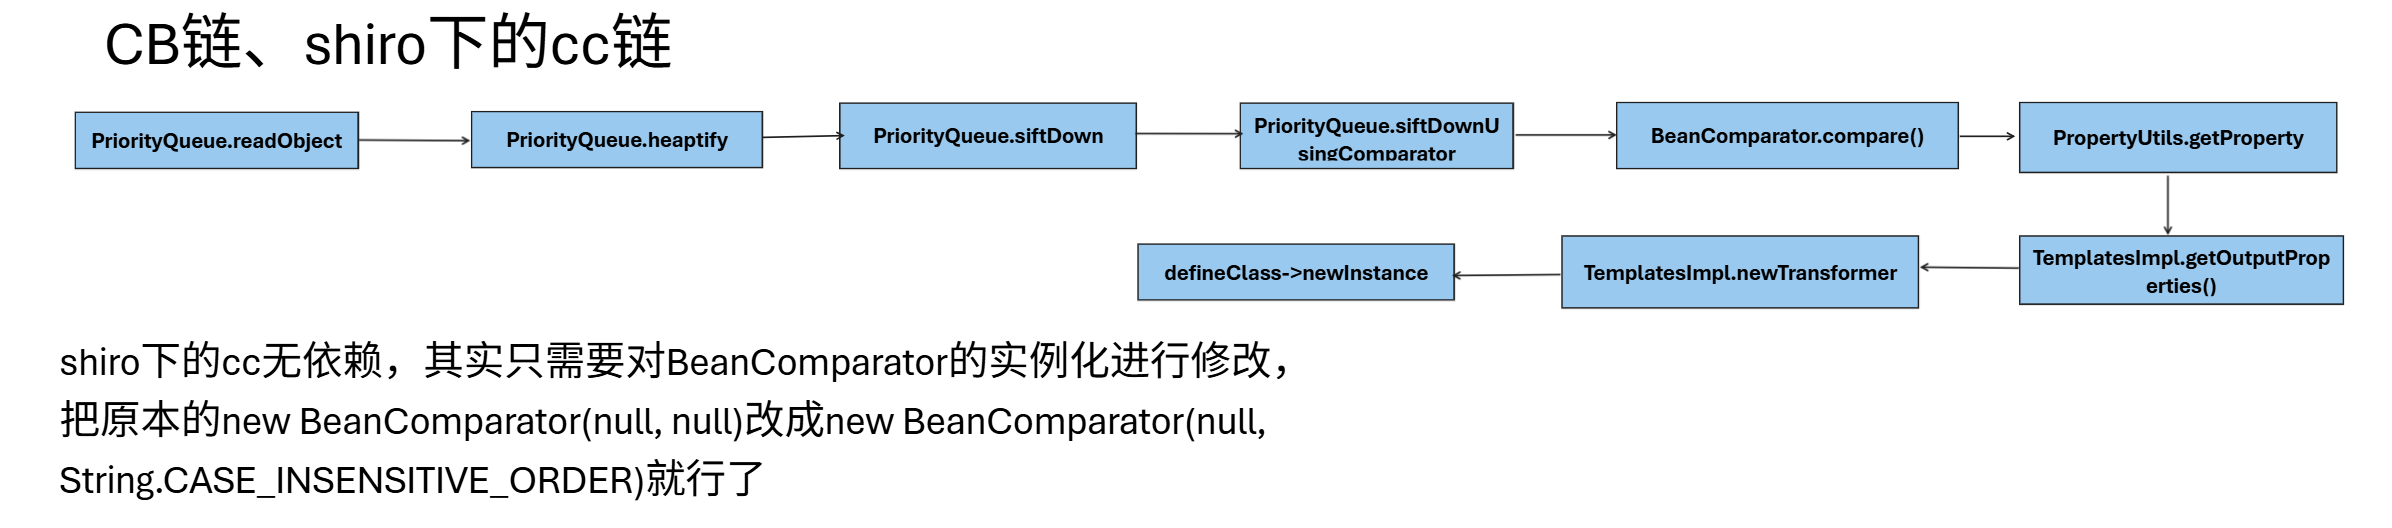 CB链、shiro下的cc链
PriorityQueue.readObject
PriorityQueue.heaptify
PriorityQueue.siftDown
PriorityQueue.siftDownU
singComparator
BeanComparator.compare()
PropertyUtils.getProperty
TemplatesImpl.getOutputProp
erties()
TemplatesImpl.newTransformer
defineClass->newInstance
shiro下的cc无依赖，其实只需要对BeanComparator的实例化进行修改，
把原本的new BeanComparator(null, null)改成new BeanComparator(null,
String.CASE_INSENSITIVE_ORDER)就行了